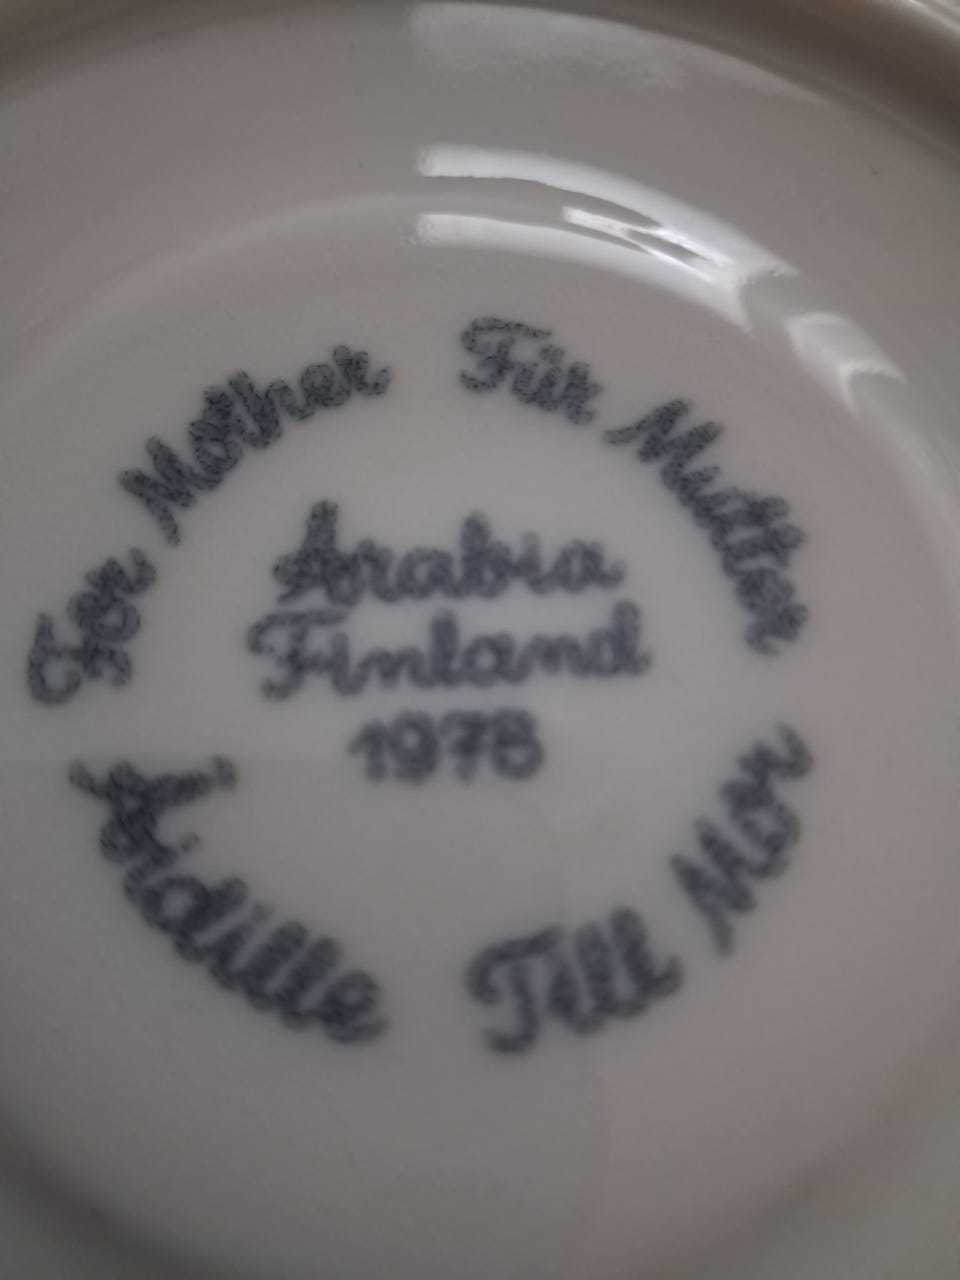 For Mother
Für Mutter
Arabia
Finland
1978
Äidille
Till Mor